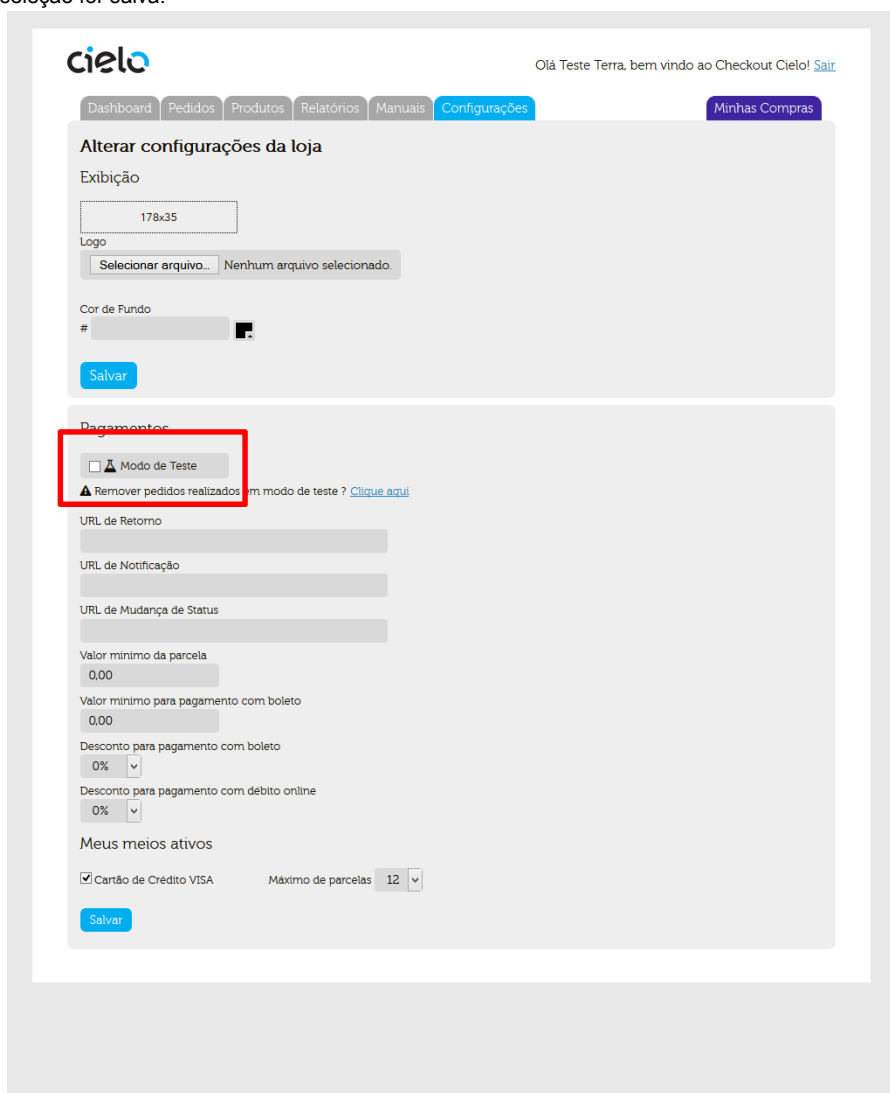 seleção for salva.
cielo
Olá Teste Terra, bem vindo ao Checkout Cielo! Sair
Dashboard Pedidos Produtos Relatórios Manuais Configurações Minhas Compras
Alterar configurações da loja
Exibição
178x35
Logo
Selecionar arquivo... Nenhum arquivo selecionado.
Cor de Fundo
#
Salvar
Pagamentos
Modo de Teste
Remover pedidos realizados em modo de teste ? Clique aqui
URL de Retorno
URL de Notificação
URL de Mudança de Status
Valor mínimo da parcela
0,00
Valor mínimo para pagamento com boleto
0,00
Desconto para pagamento com boleto
0%
Desconto para pagamento com débito online
0%
Meus meios ativos
Cartão de Crédito VISA Máximo de parcelas 12
Salvar